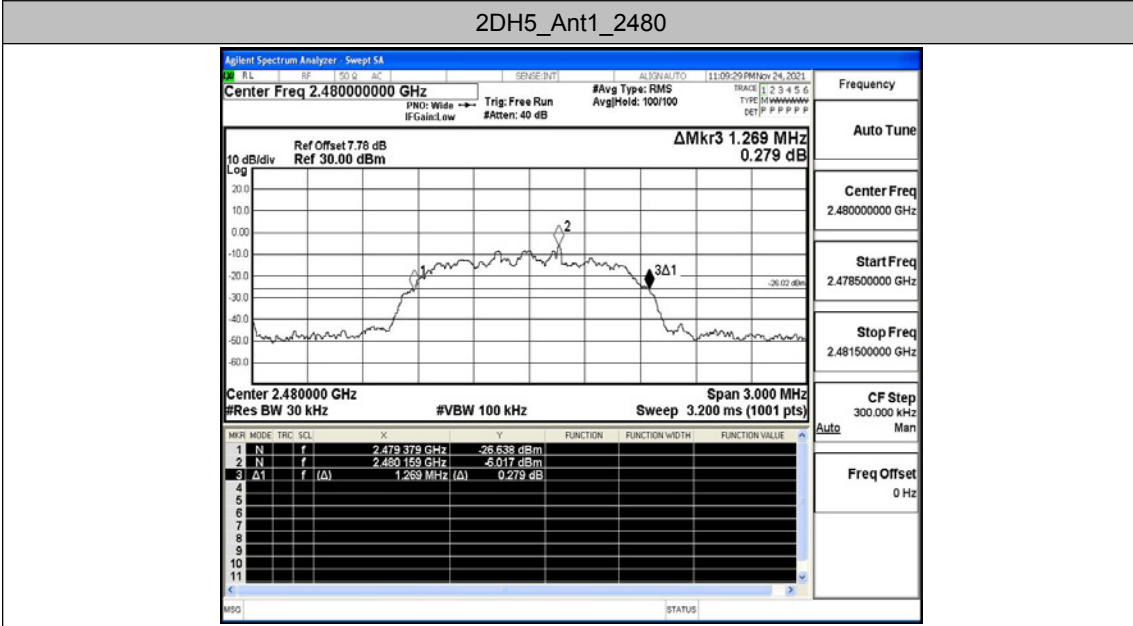 2DH5_Ant1_2480
Agilent Spectrum Analyzer - Swept SA
RL RF 50 Ω AC SENSE:INT ALIGNAUTO 11:09:29 PM Nov 24, 2021
Center Freq 2.480000000 GHz
#Avg Type: RMS
Avg|Hold: 100/100
PNO: Wide
IFGain:Low
Trig: Free Run
#Atten: 40 dB
TRACE 1 2 3 4 5 6
TYPE M WWWWW
DET P P P P P P
ΔMkr3 1.269 MHz
0.279 dB
Ref Offset 7.78 dB
10 dB/div Ref 30.00 dBm
Log
20.0
10.0
0.00
-10.0
-20.0
-30.0
-40.0
-50.0
-60.0
1
2
3Δ1
-26.02 dBm
Center 2.480000 GHz Span 3.000 MHz
#Res BW 30 kHz #VBW 100 kHz Sweep 3.200 ms (1001 pts)
MKR MODE TRC SCL X Y FUNCTION FUNCTION WIDTH FUNCTION VALUE
1 N f 2.479 379 GHz -26.638 dBm
2 N f 2.480 159 GHz -6.017 dBm
3 Δ1 f (Δ) 1.269 MHz (Δ) 0.279 dB
4
5
6
7
8
9
10
11
MSG STATUS
Frequency
Auto Tune
Center Freq
2.480000000 GHz
Start Freq
2.478500000 GHz
Stop Freq
2.481500000 GHz
CF Step
300.000 kHz
Auto Man
Freq Offset
0 Hz